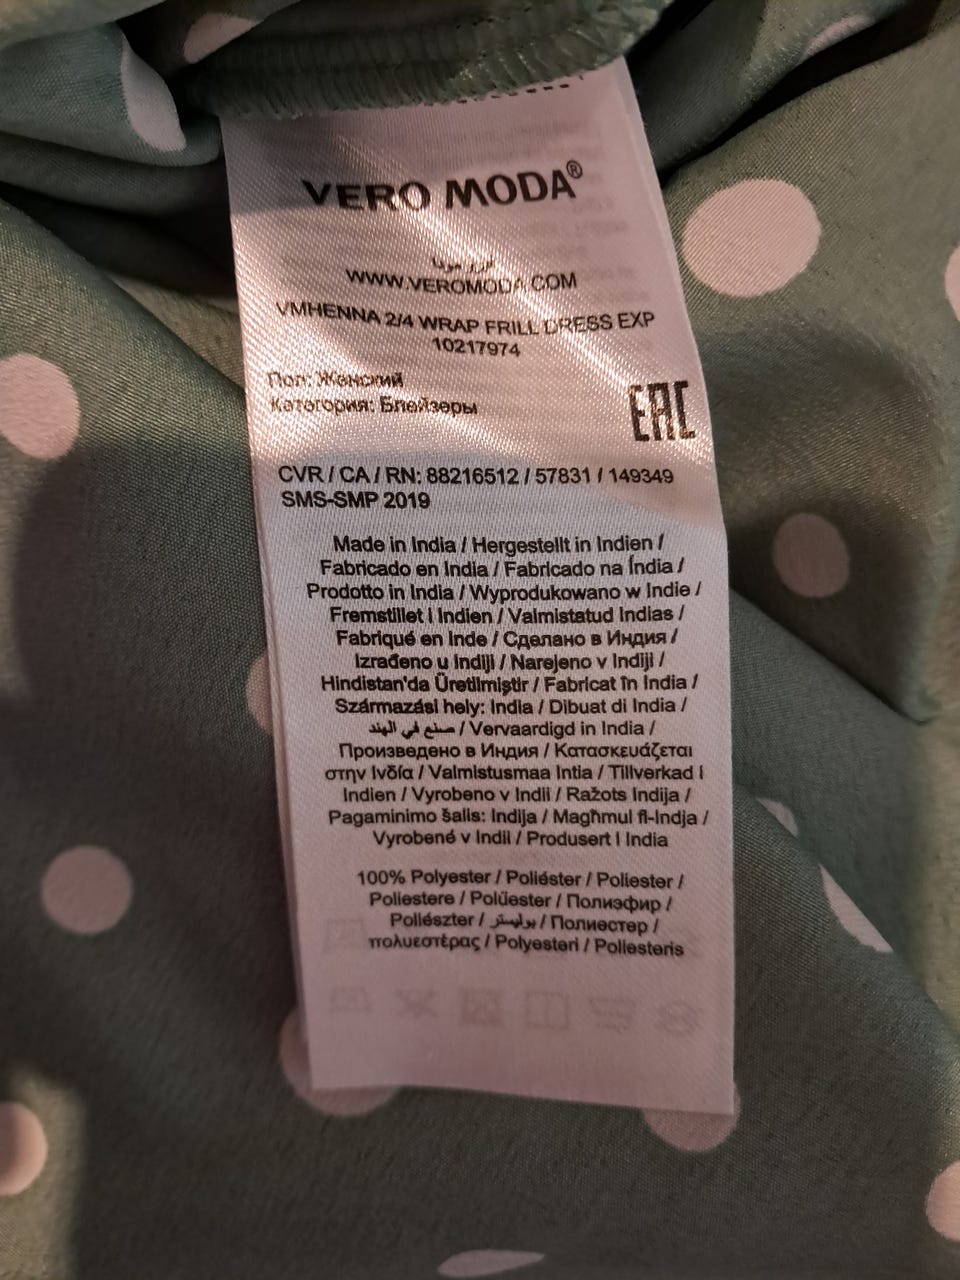 VERO MODA®
ڤيرو مودا
WWW.VEROMODA.COM
VMHENNA 2/4 WRAP FRILL DRESS EXP
10217974
Пол: Женский
Категория: Блейзеры
EAC
CVR / CA / RN: 88216512 / 57831 / 149349
SMS-SMP 2019
Made in India / Hergestellt in Indien /
Fabricado en India / Fabricado na Índia /
Prodotto in India / Wyprodukowano w Indie /
Fremstillet i Indien / Valmistatud Indias /
Fabriqué en Inde / Сделано в Индия /
Izrađeno u Indiji / Narejeno v Indiji /
Hindistan'da Üretilmiştir / Fabricat în India /
Származási hely: India / Dibuat di India /
صنع في الهند / Vervaardigd in India /
Произведено в Индия / Κατασκευάζεται
στην Ινδία / Valmistusmaa Intia / Tillverkad i
Indien / Vyrobeno v Indii / Ražots Indija /
Pagaminimo šalis: Indija / Magħmul fl-Indja /
Vyrobené v Indii / Produsert i India
100% Polyester / Poliéster / Poliester /
Poliestere / Polüester / Полиэфир /
Poliészter / بوليستر / Полиестер /
πολυεστέρας / Polyesteri / Poliesteris